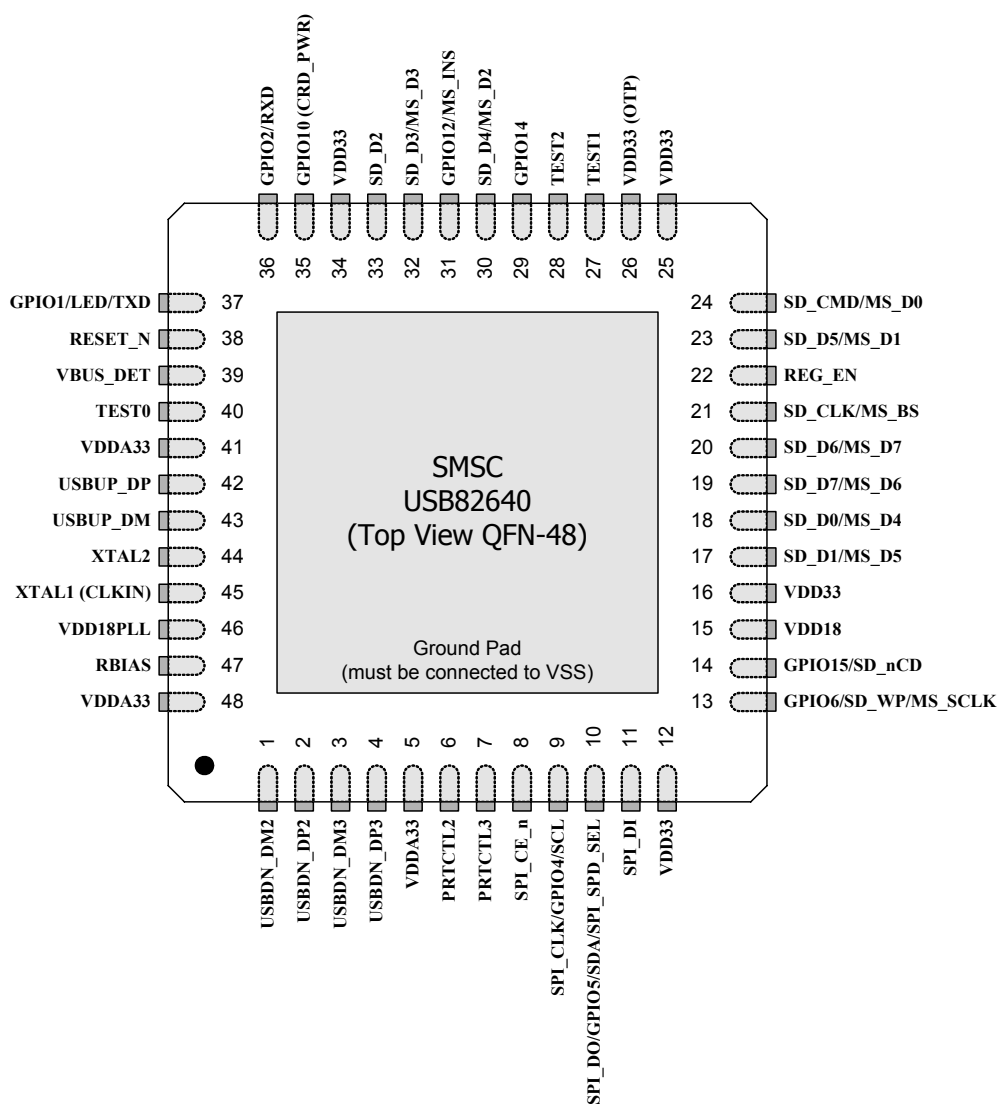 GPIO2/RXD
GPIO10 (CRD_PWR)
VDD33
SD_D2
SD_D3/MS_D3
GPIO12/MS_INS
SD_D4/MS_D2
GPIO14
TEST2
TEST1
VDD33 (OTP)
VDD33
36
35
34
33
32
31
30
29
28
27
26
25
GPIO1/LED/TXD 37
RESET_N 38
VBUS_DET 39
TEST0 40
VDDA33 41
USBUP_DP 42
USBUP_DM 43
XTAL2 44
XTAL1 (CLKIN) 45
VDD18PLL 46
RBIAS 47
VDDA33 48
SMSC
USB82640
(Top View QFN-48)
Ground Pad
(must be connected to VSS)
24 SD_CMD/MS_D0
23 SD_D5/MS_D1
22 REG_EN
21 SD_CLK/MS_BS
20 SD_D6/MS_D7
19 SD_D7/MS_D6
18 SD_D0/MS_D4
17 SD_D1/MS_D5
16 VDD33
15 VDD18
14 GPIO15/SD_nCD
13 GPIO6/SD_WP/MS_SCLK
1
2
3
4
5
6
7
8
9
10
11
12
USBDN_DM2
USBDN_DP2
USBDN_DM3
USBDN_DP3
VDDA33
PRTCTL2
PRTCTL3
SPI_CE_n
SPI_CLK/GPIO4/SCL
SPI_DO/GPIO5/SDA/SPI_SPD_SEL
SPI_DI
VDD33